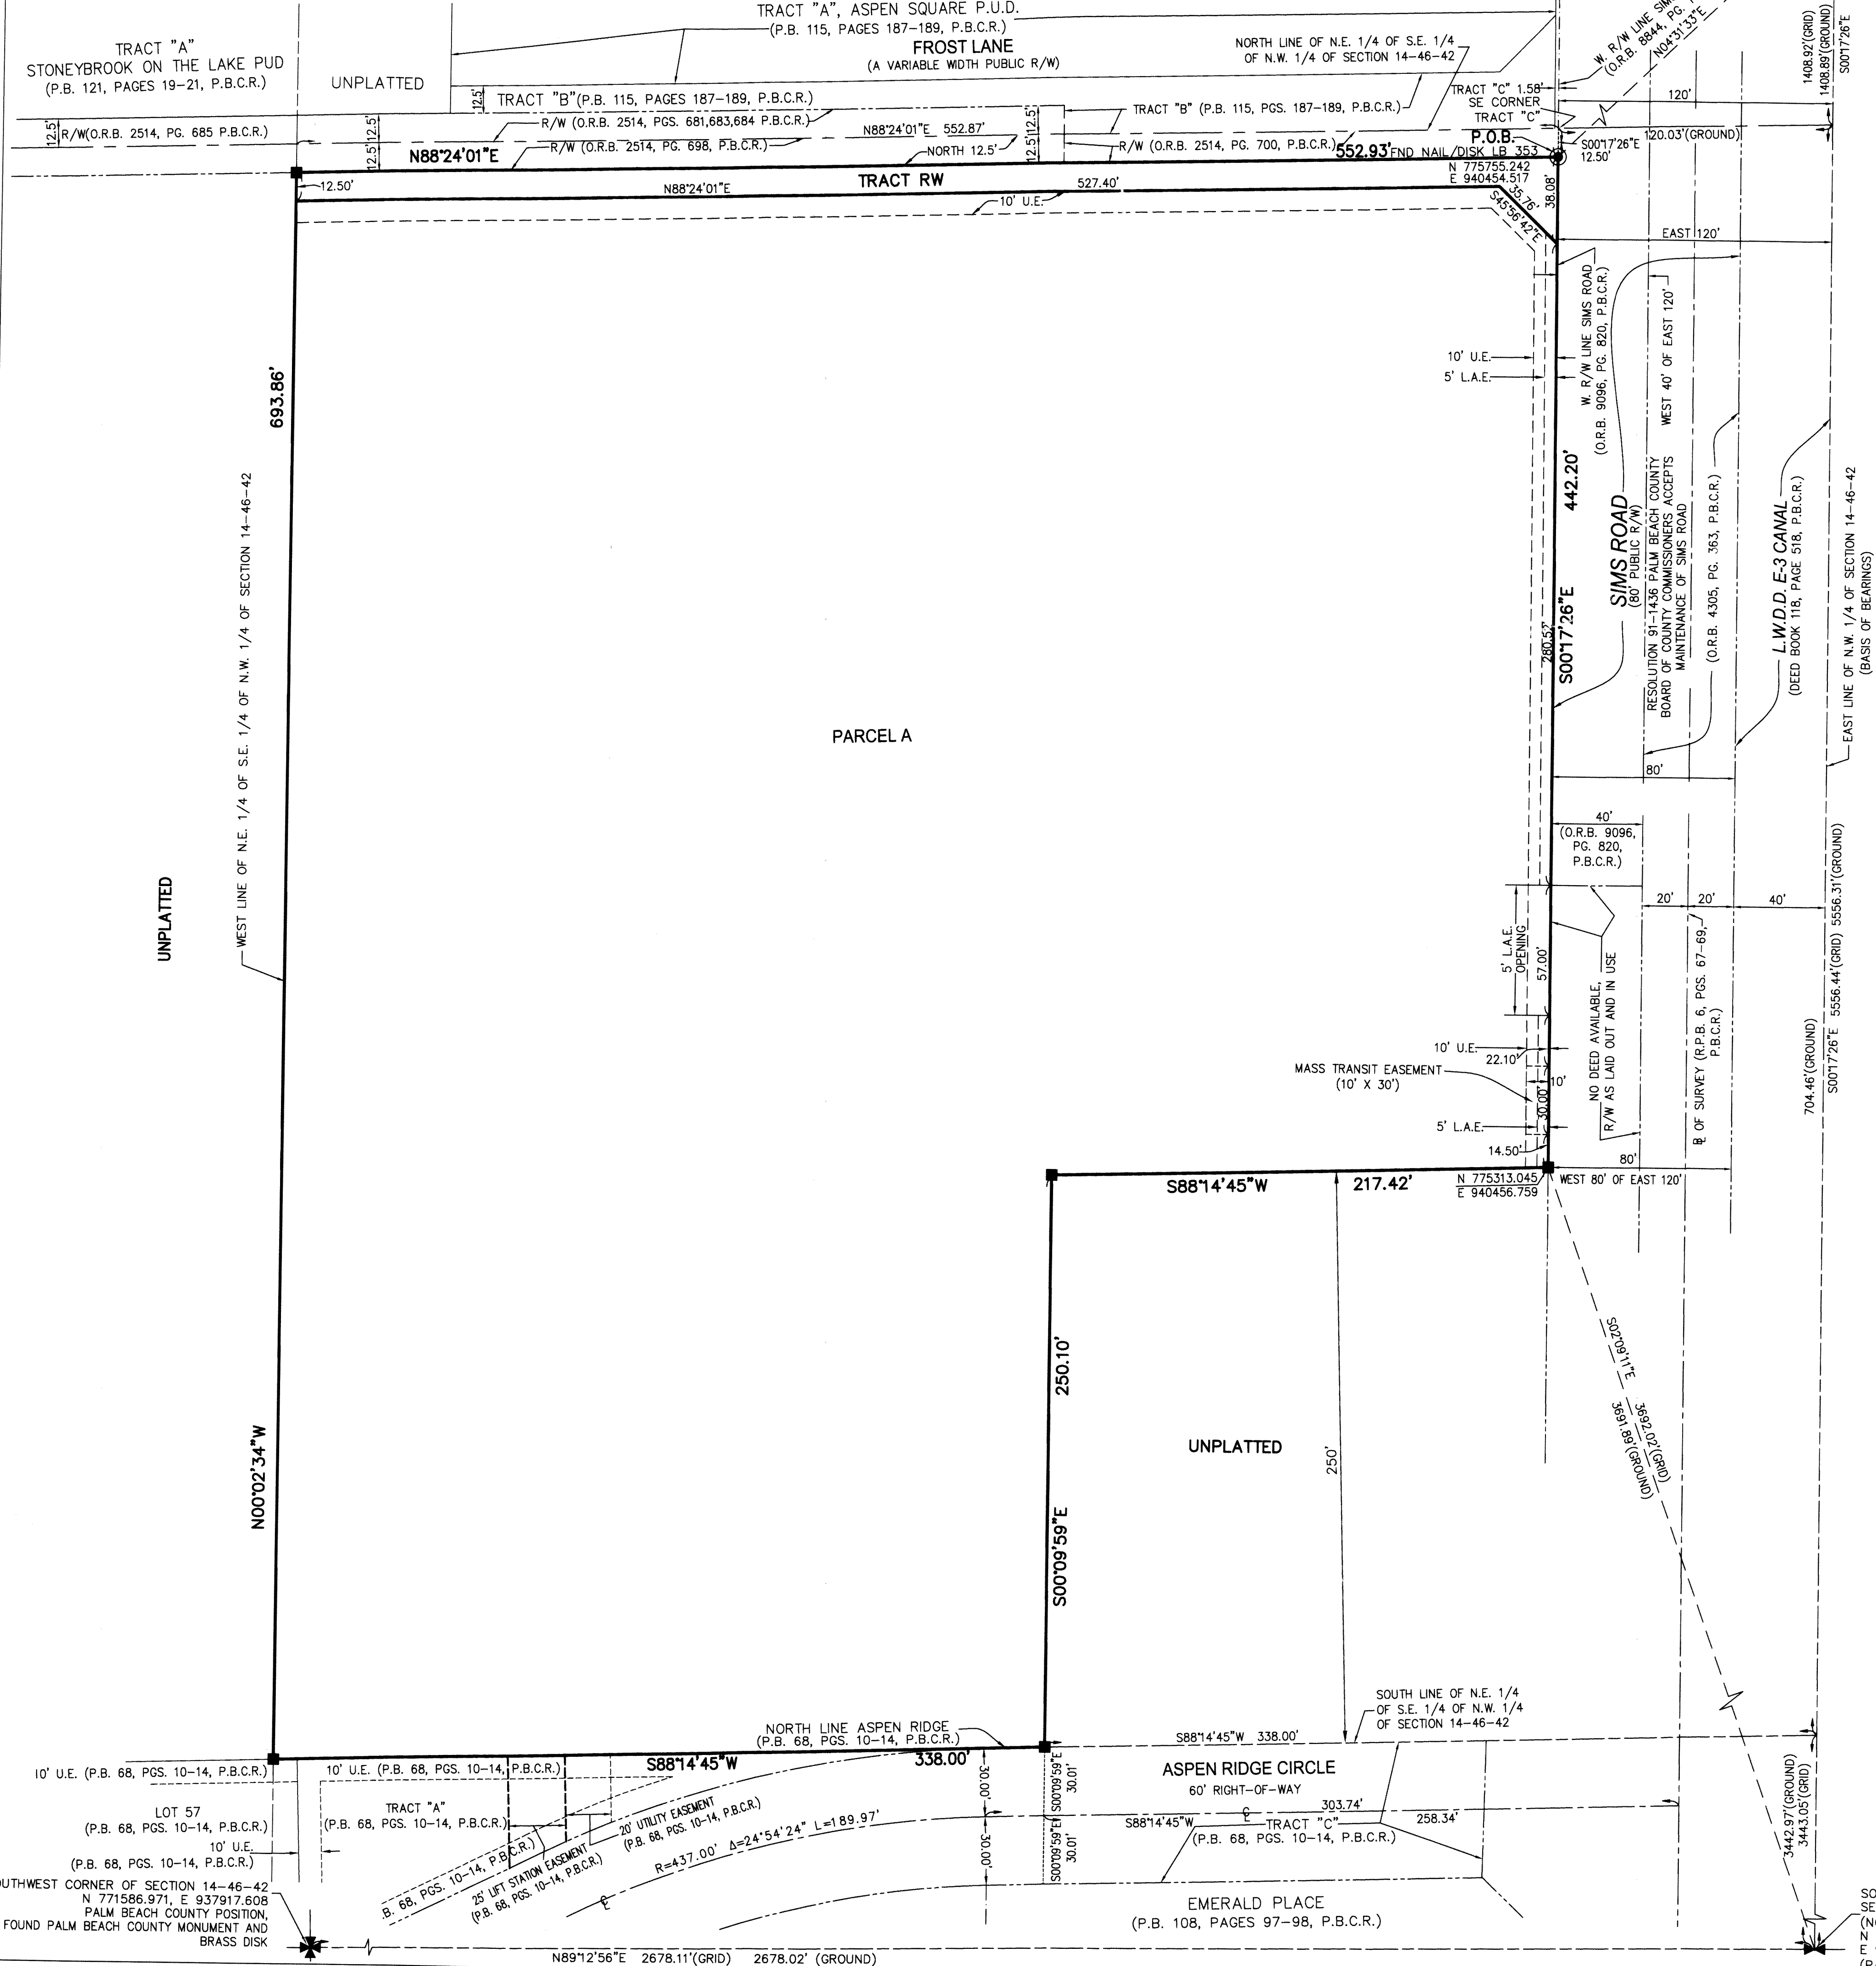 TRACT "A", ASPEN SQUARE P.U.D.
(P.B. 115, PAGES 187-189, P.B.C.R.)
FROST LANE
(A VARIABLE WIDTH PUBLIC R/W)
TRACT "A"
STONEYBROOK ON THE LAKE PUD
(P.B. 121, PAGES 19-21, P.B.C.R.)
UNPLATTED
NORTH LINE OF N.E. 1/4 OF S.E. 1/4
OF N.W. 1/4 OF SECTION 14-46-42
W. R/W LINE
(O.R.B. 8844, PG.
N04°31'33"E
1408.92'(GRID)
1408.89'(GROUND)
S00°17'26"E
12.5'
TRACT "B"(P.B. 115, PAGES 187-189, P.B.C.R.)
TRACT "B" (P.B. 115, PGS. 187-189, P.B.C.R.)
TRACT "C" 1.58'
SE CORNER
TRACT "C"
120'
120.03'(GROUND)
12.5'
R/W(O.R.B. 2514, PG. 685 P.B.C.R.)
12.5'
12.5'
R/W (O.R.B. 2514, PGS. 681,683,684 P.B.C.R.)
N88°24'01"E 552.87'
12.5'
12.5'
P.O.B.
S00°17'26"E
12.50'
N88°24'01"E
R/W (O.R.B. 2514, PG. 698, P.B.C.R.)
NORTH 12.5'
R/W (O.R.B. 2514, PG. 700, P.B.C.R.)
552.93'
FND NAIL/DISK LB 353
N 775755.242
E 940454.517
12.50'
N88°24'01"E
TRACT RW
527.40'
10' U.E.
35.76'
S45°56'42"E
38.08'
EAST 120'
693.86'
WEST LINE OF N.E. 1/4 OF S.E. 1/4 OF N.W. 1/4 OF SECTION 14-46-42
UNPLATTED
N00°02'34"W
PARCEL A
10' U.E.
5' L.A.E.
W. R/W LINE SIMS ROAD
(O.R.B. 9096, PG. 820, P.B.C.R.)
WEST 40' OF EAST 120'
442.20'
S00°17'26"E
280.52'
SIMS ROAD
(80' PUBLIC R/W)
RESOLUTION 91-1436 PALM BEACH COUNTY
BOARD OF COUNTY COMMISSIONERS ACCEPTS
MAINTENANCE OF SIMS ROAD
(O.R.B. 4305, PG. 363, P.B.C.R.)
L.W.D.D. E-3 CANAL
(DEED BOOK 118, PAGE 518, P.B.C.R.)
EAST LINE OF N.W. 1/4 OF SECTION 14-46-42
(BASIS OF BEARINGS)
80'
40'
(O.R.B. 9096,
PG. 820,
P.B.C.R.)
20'
20'
40'
5' L.A.E.
OPENING
57.00'
NO DEED AVAILABLE,
R/W AS LAID OUT AND IN USE
℄ OF SURVEY (R.P.B. 6, PGS. 67-69,
P.B.C.R.)
704.46'(GROUND)
S00°17'26"E 5556.44'(GRID) 5556.31'(GROUND)
10' U.E.
22.10'
MASS TRANSIT EASEMENT
(10' X 30')
10'
30.00'
5' L.A.E.
14.50'
80'
S88°14'45"W
217.42'
N 775313.045
E 940456.759
WEST 80' OF EAST 120'
250.10'
S00°09'59"E
UNPLATTED
250'
S02°09'11"E 3692.02'(GRID)
3691.89'(GROUND)
SOUTH LINE OF N.E. 1/4
OF S.E. 1/4 OF N.W. 1/4
OF SECTION 14-46-42
NORTH LINE ASPEN RIDGE
(P.B. 68, PGS. 10-14, P.B.C.R.)
S88°14'45"W 338.00'
S88°14'45"W
338.00'
10' U.E. (P.B. 68, PGS. 10-14, P.B.C.R.)
10' U.E. (P.B. 68, PGS. 10-14, P.B.C.R.)
30.00'
30.00'
S00°09'59"E
30.01'
S00°09'59"E
30.01'
ASPEN RIDGE CIRCLE
60' RIGHT-OF-WAY
℄
303.74'
S88°14'45"W
TRACT "C"
258.34'
(P.B. 68, PGS. 10-14, P.B.C.R.)
LOT 57
(P.B. 68, PGS. 10-14, P.B.C.R.)
TRACT "A"
(P.B. 68, PGS. 10-14, P.B.C.R.)
10' U.E.
(P.B. 68, PGS. 10-14, P.B.C.R.)
20' UTILITY EASEMENT
(P.B. 68, PGS. 10-14, P.B.C.R.)
.B. 68, PGS. 10-14, P.B.C.R.)
25' LIFT STATION EASEMENT
(P.B. 68, PGS. 10-14, P.B.C.R.)
R=437.00' Δ=24°54'24" L=189.97'
℄
EMERALD PLACE
(P.B. 108, PAGES 97-98, P.B.C.R.)
3442.97'(GROUND)
3443.05'(GRID)
OUTHWEST CORNER OF SECTION 14-46-42
N 771586.971, E 937917.608
PALM BEACH COUNTY POSITION,
FOUND PALM BEACH COUNTY MONUMENT AND
BRASS DISK
N89°12'56"E 2678.11'(GRID) 2678.02' (GROUND)
SO
SE
(N
N
E